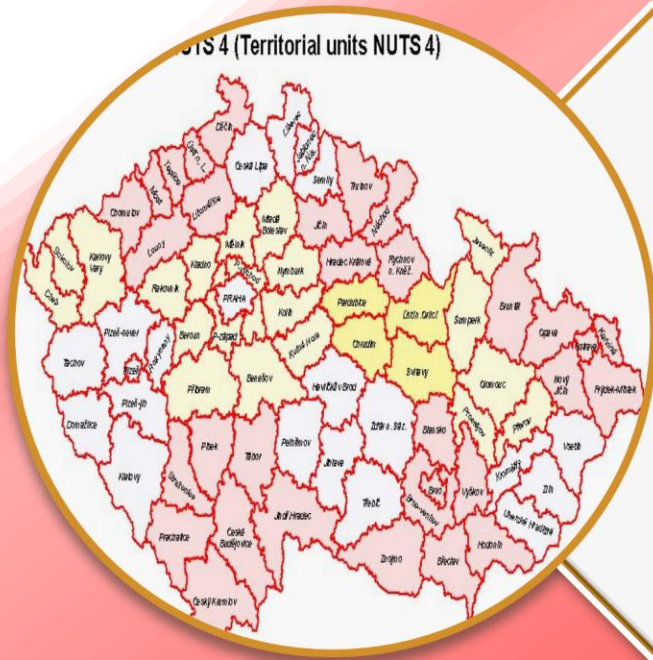 UTS 4 (Territorial units NUTS 4)
Děčín
Liberec
Ústí n. L.
Jablonec n. Nis.
Teplice
Česká Lípa
Most
Semily
Trutnov
Chomutov
Litoměřice
Mladá Boleslav
Jičín
Náchod
Louny
Mělník
Jeseník
Sokolov
Karlovy Vary
Kladno
Nymburk
Hradec Králové
Rychnov n. Kněž.
Cheb
Rakovník
PRAHA
Kolín
Pardubice
Ústín .Orlicí
Šumperk
Bruntál
Opava
Karviná
Ostrava
Plzeň-sever
Rokycany
Beroun
P-západ
Kutná Hora
Chrudim
Tachov
Plzeň
Příbram
Benešov
Havlíčkův Brod
Svitavy
Olomouc
Nový Jičín
Frýdek-Místek
Plzeň-jih
Prostějov
Přerov
Domažlice
Písek
Tábor
Pelhřimov
Žďár n. Sáz.
Blansko
Vsetín
Klatovy
Strakonice
Jihlava
Kroměříž
Zlín
Třebíč
Brno
Brno-venkov
Vyškov
Uherské Hradiště
Prachatice
České Budějovice
Jindř.Hradec
Znojmo
Břeclav
Hodonín
Český Krumlov